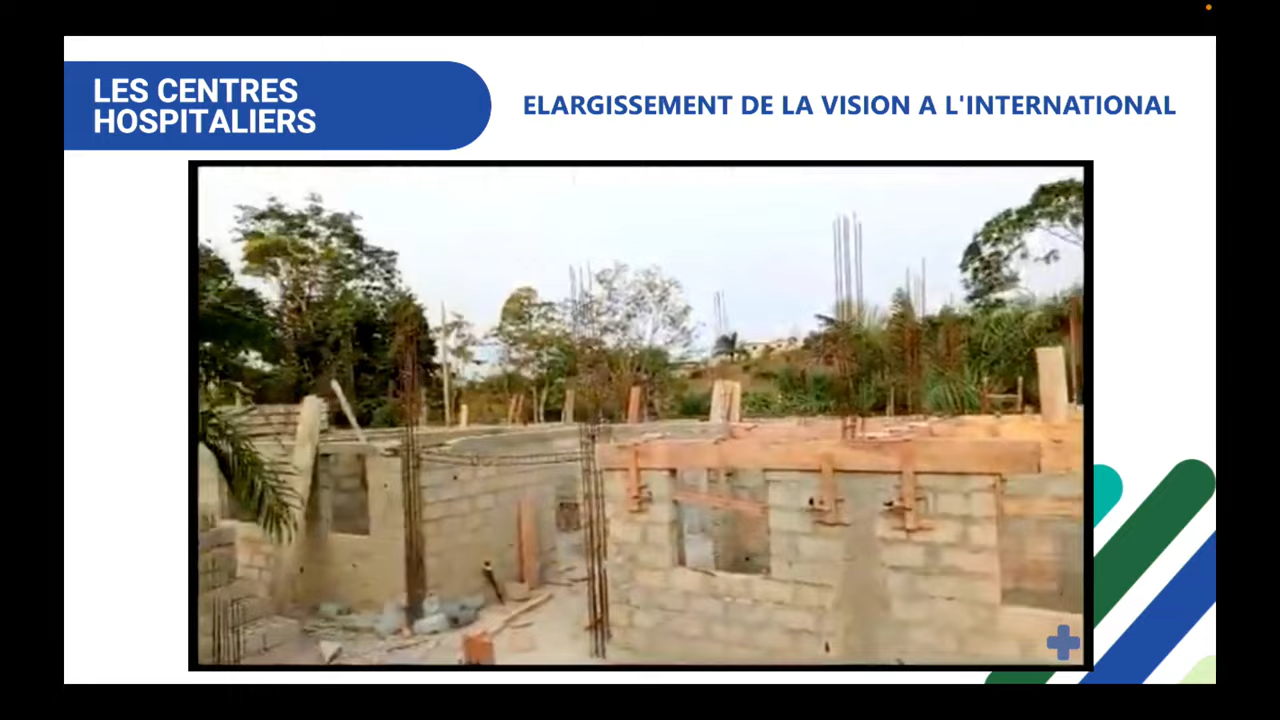 LES CENTRES
HOSPITALIERS
ELARGISSEMENT DE LA VISION A L'INTERNATIONAL